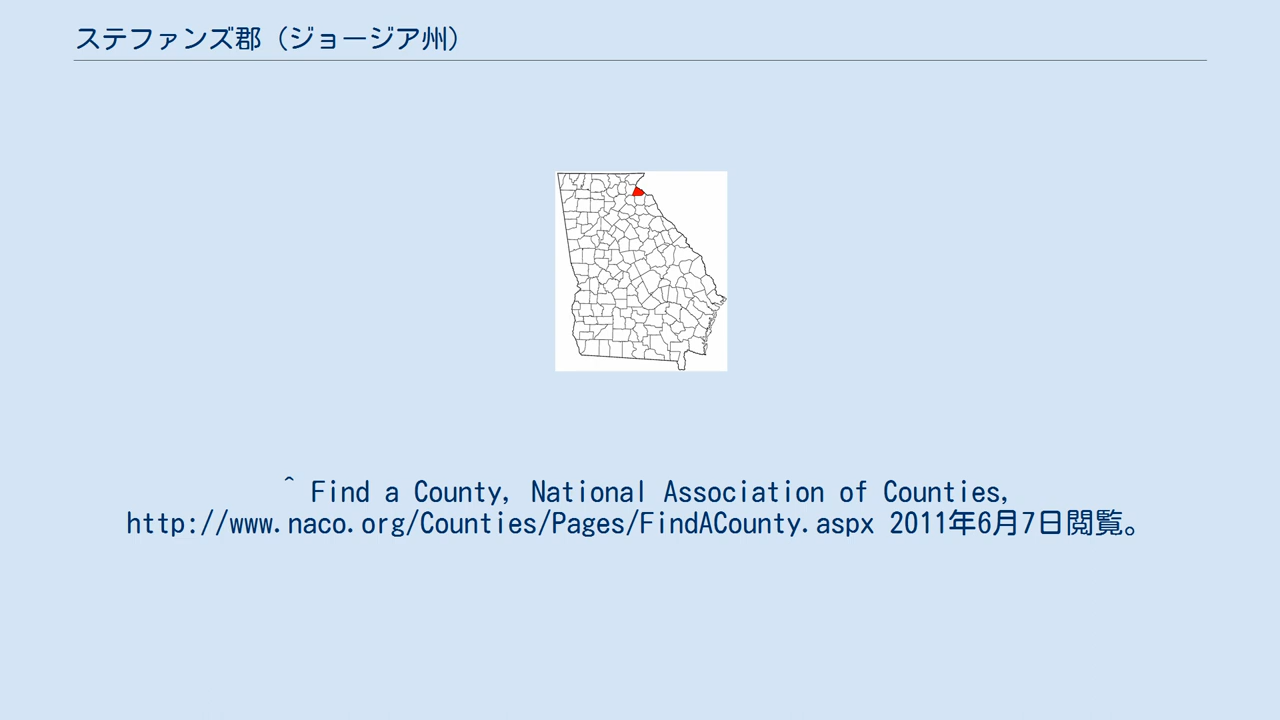 ステファンズ郡（ジョージア州）
^ Find a County, National Association of Counties,
http://www.naco.org/Counties/Pages/FindACounty.aspx 2011年6月7日閲覧。